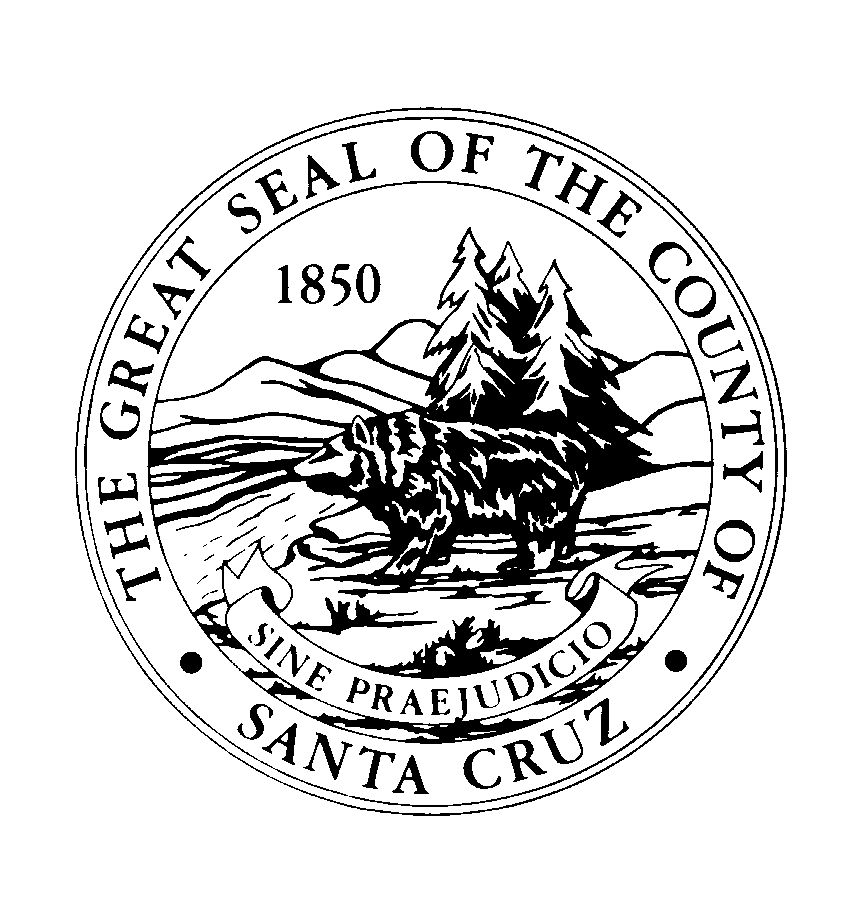 THE GREAT SEAL OF THE COUNTY OF
1850
SINE PRAEJUDICIO
SANTA CRUZ